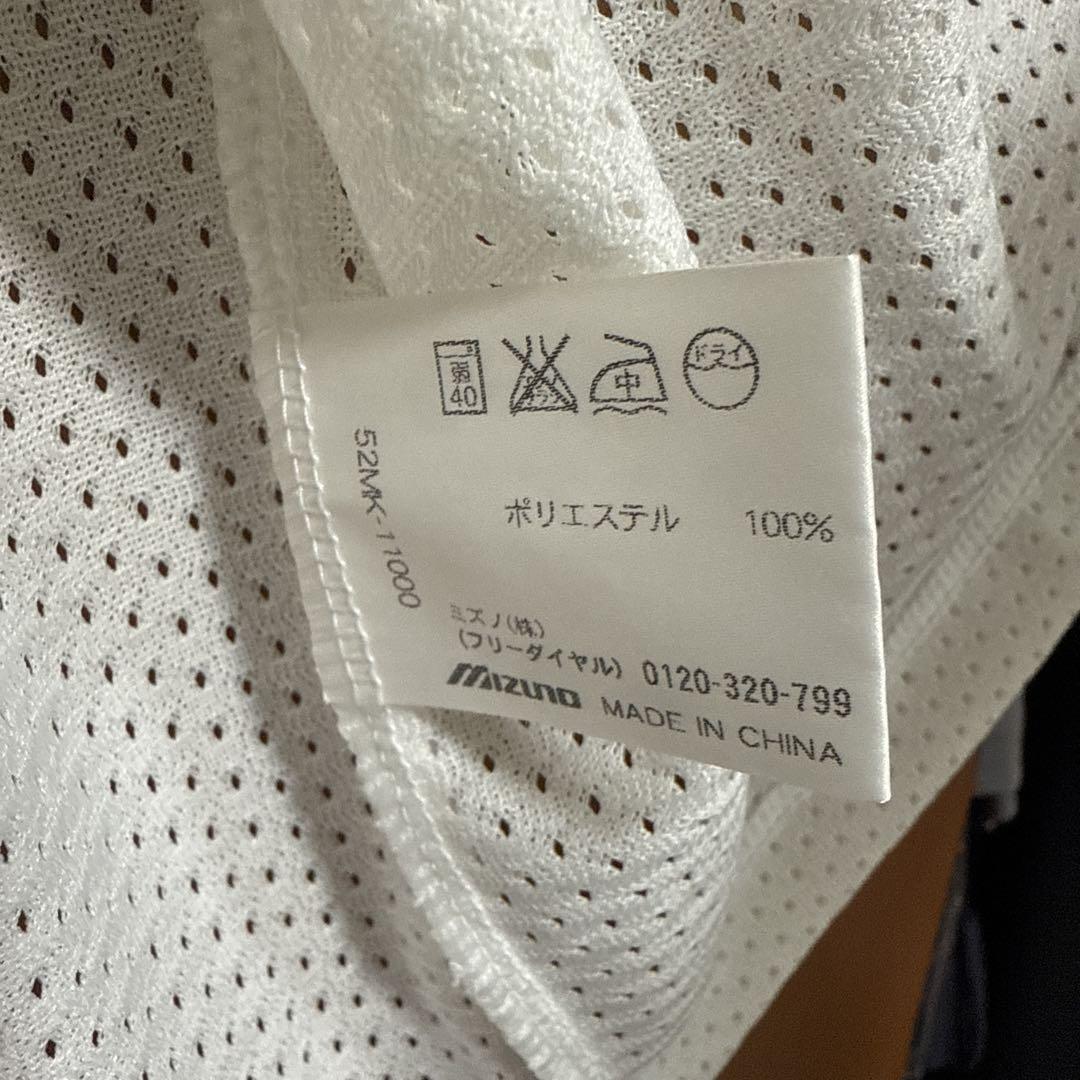 40
中
ドライ
52MK-11000
ポリエステル 100%
ミズノ(株)
(フリーダイヤル) 0120-320-799
MIZUNO MADE IN CHINA